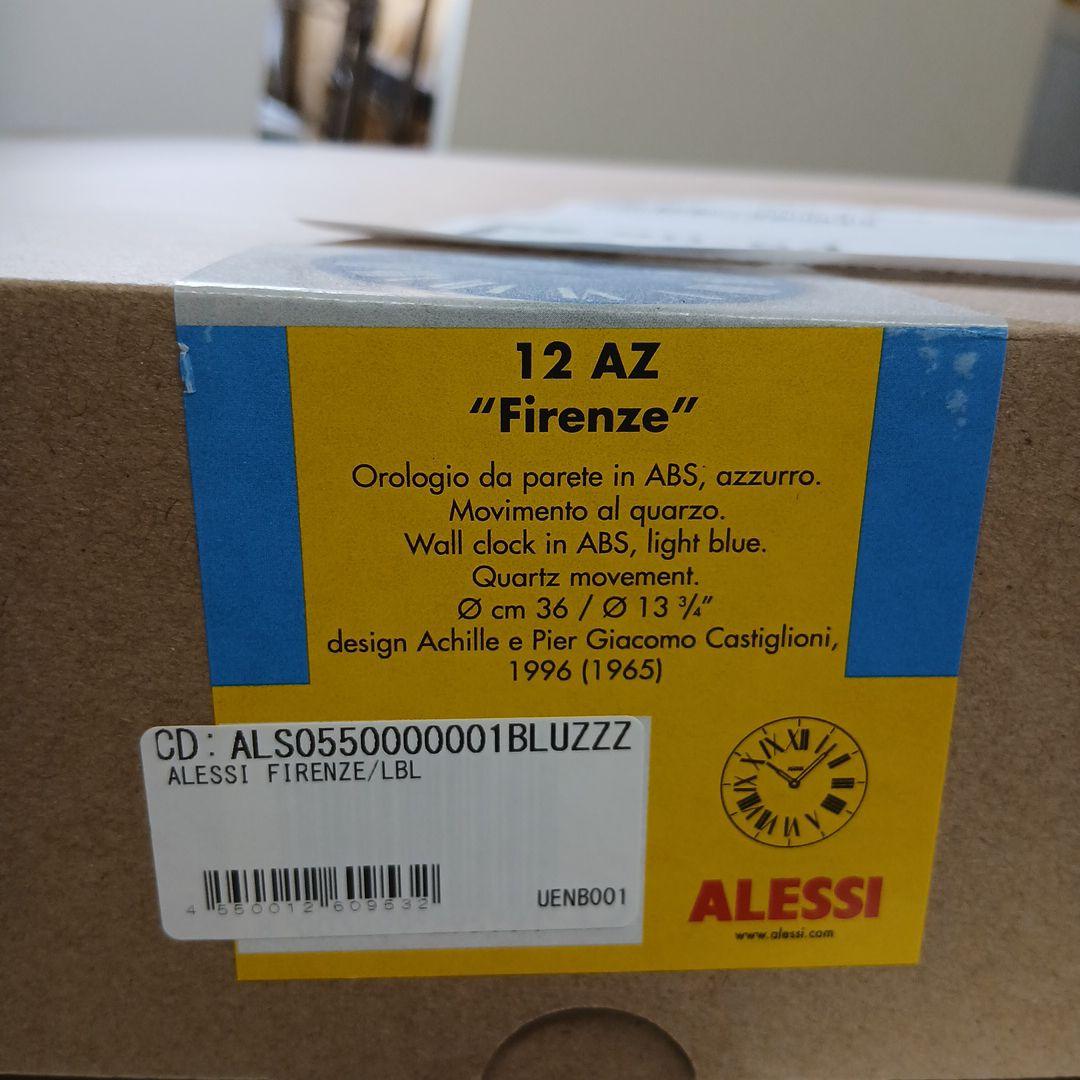 12 AZ
“Firenze”
Orologio da parete in ABS, azzurro.
Movimento al quarzo.
Wall clock in ABS, light blue.
Quartz movement.
Ø cm 36 / Ø 13 ¾”
design Achille e Pier Giacomo Castiglioni,
1996 (1965)
CD: ALS0550000001BLUZZZ
ALESSI FIRENZE/LBL
4 550012 609632
UENB001
XII
ALESSI
www.alessi.com